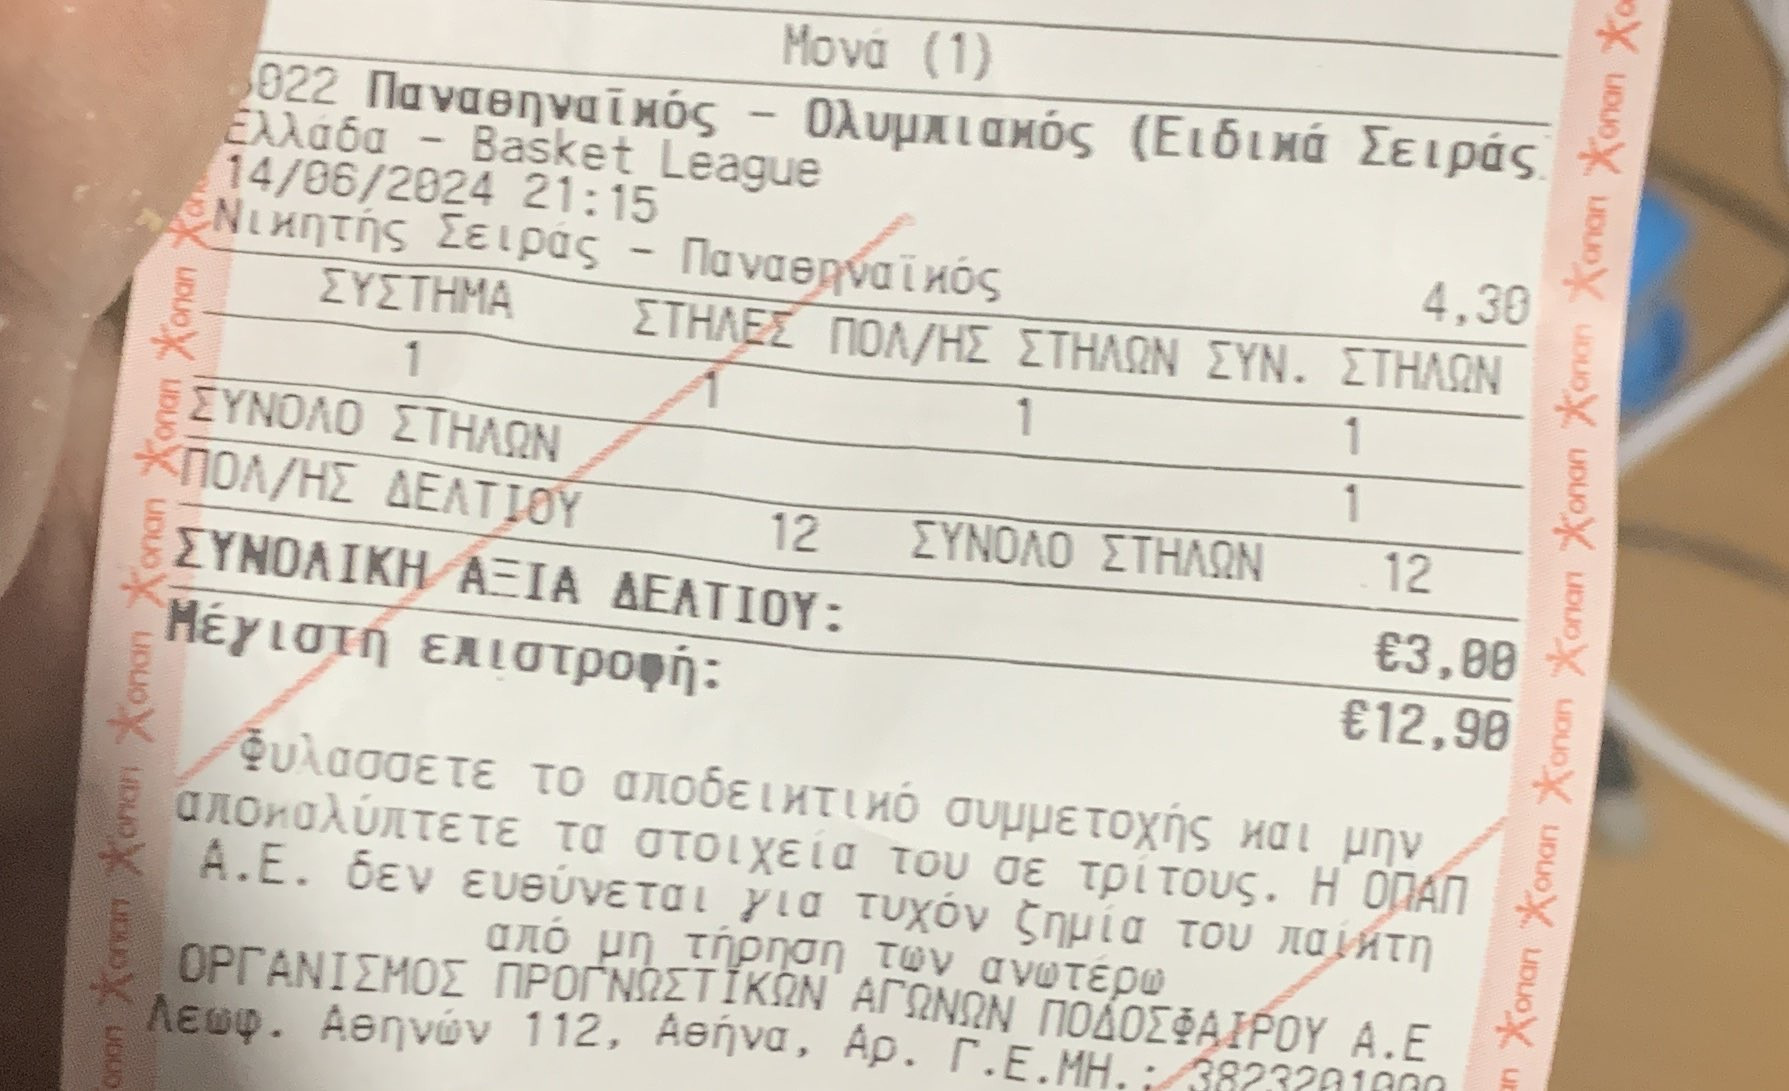 Μονά (1)
022 Παναθηναϊκός - Ολυμπιακός (Ειδικά Σειράς
Ελλάδα - Basket League
14/06/2024 21:15
Νικητής Σειράς - Παναθηναϊκός 4,30
ΣΥΣΤΗΜΑ ΣΤΗΛΕΣ ΠΟΛ/ΗΣ ΣΤΗΛΩΝ ΣΥΝ. ΣΤΗΛΩΝ
1 1 1 1
ΣΥΝΟΛΟ ΣΤΗΛΩΝ 1
ΠΟΛ/ΗΣ ΔΕΛΤΙΟΥ 12 ΣΥΝΟΛΟ ΣΤΗΛΩΝ 12
ΣΥΝΟΛΙΚΗ ΑΞΙΑ ΔΕΛΤΙΟΥ: €3,00
Μέγιστη επιστροφή: €12,90
Φυλάσσετε το αποδεικτικό συμμετοχής και μην
αποκαλύπτετε τα στοιχεία του σε τρίτους. Η ΟΠΑΠ
Α.Ε. δεν ευθύνεται για τυχόν ζημία του παίκτη
από μη τήρηση των ανωτέρω
ΟΡΓΑΝΙΣΜΟΣ ΠΡΟΓΝΩΣΤΙΚΩΝ ΑΓΩΝΩΝ ΠΟΔΟΣΦΑΙΡΟΥ Α.Ε
Λεωφ. Αθηνών 112, Αθήνα, Αρ. Γ.Ε.ΜΗ.: 3823201000